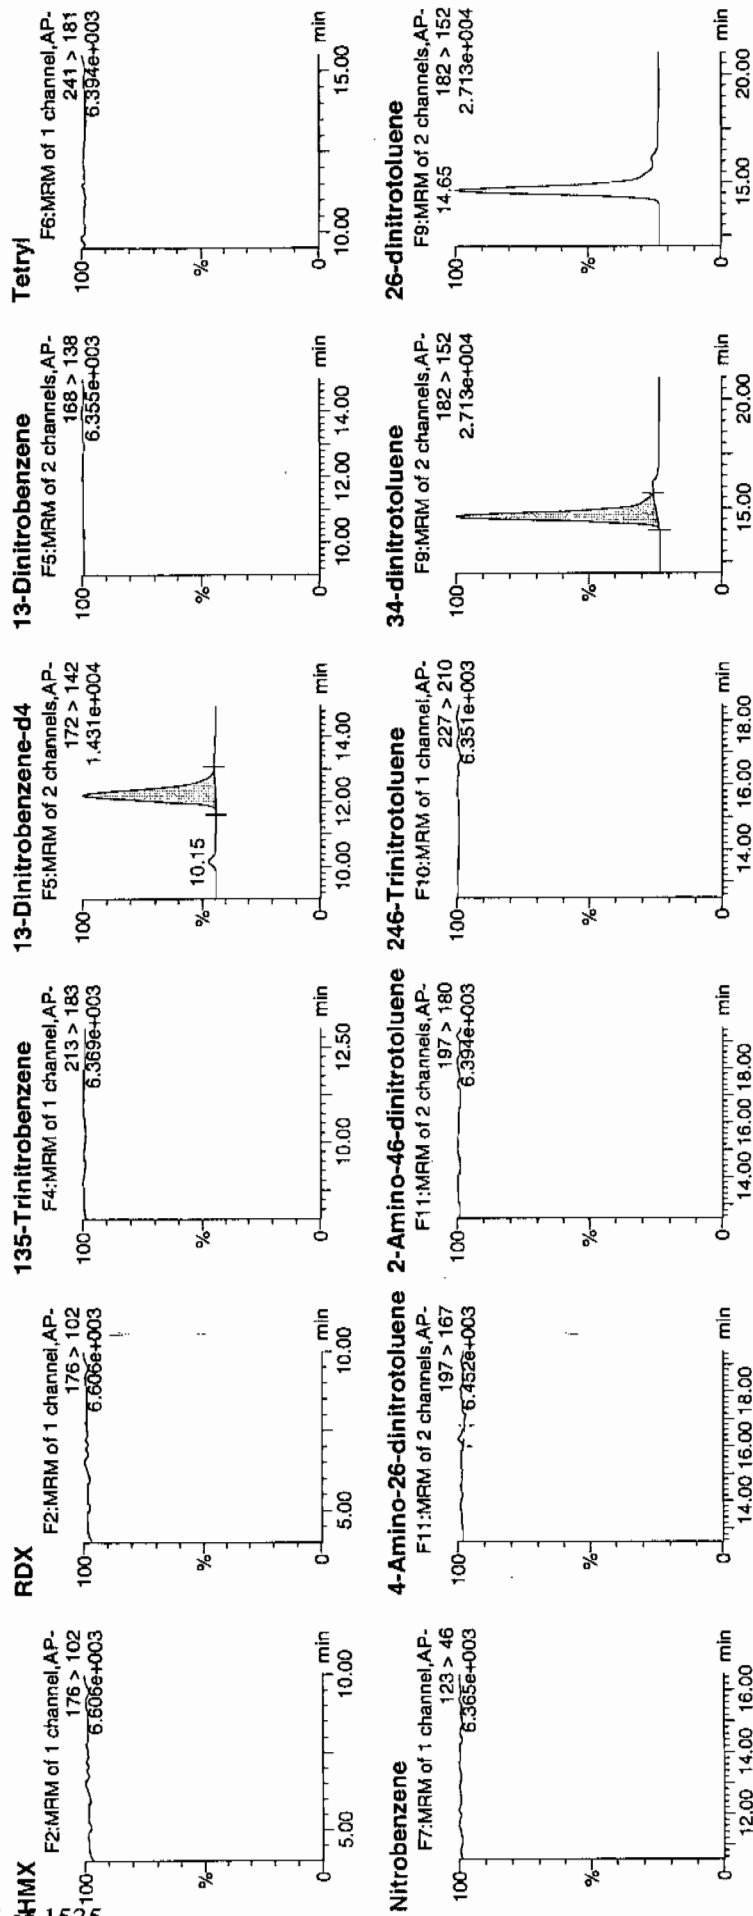 HMX
F2:MRM of 1 channel,AP-
176 > 102
6.606e+003
100
%
0
5.00 10.00 min
RDX
F2:MRM of 1 channel,AP-
176 > 102
6.606e+003
100
%
0
5.00 10.00 min
135-Trinitrobenzene
F4:MRM of 1 channel,AP-
213 > 183
6.369e+003
100
%
0
10.00 12.50 min
13-Dinitrobenzene-d4
F5:MRM of 2 channels,AP-
172 > 142
1.431e+004
100
10.15
%
0
10.00 12.00 14.00 min
13-Dinitrobenzene
F5:MRM of 2 channels,AP-
168 > 138
6.355e+003
100
%
0
10.00 12.00 14.00 min
Tetryl
F6:MRM of 1 channel,AP-
241 > 181
6.394e+003
100
%
0
10.00 15.00 min
Nitrobenzene
F7:MRM of 1 channel,AP-
123 > 46
6.365e+003
100
%
0
12.00 14.00 16.00 min
4-Amino-26-dinitrotoluene
F11:MRM of 2 channels,AP-
197 > 167
6.452e+003
100
%
0
14.00 16.00 18.00 min
2-Amino-46-dinitrotoluene
F11:MRM of 2 channels,AP-
197 > 180
6.394e+003
100
%
0
14.00 16.00 18.00 min
246-Trinitrotoluene
F10:MRM of 1 channel,AP-
227 > 210
6.351e+003
100
%
0
14.00 16.00 18.00 min
34-dinitrotoluene
F9:MRM of 2 channels,AP-
182 > 152
2.713e+004
100
%
0
15.00 20.00 min
26-dinitrotoluene
F9:MRM of 2 channels,AP-
182 > 152
14.65
2.713e+004
100
%
0
15.00 20.00 min